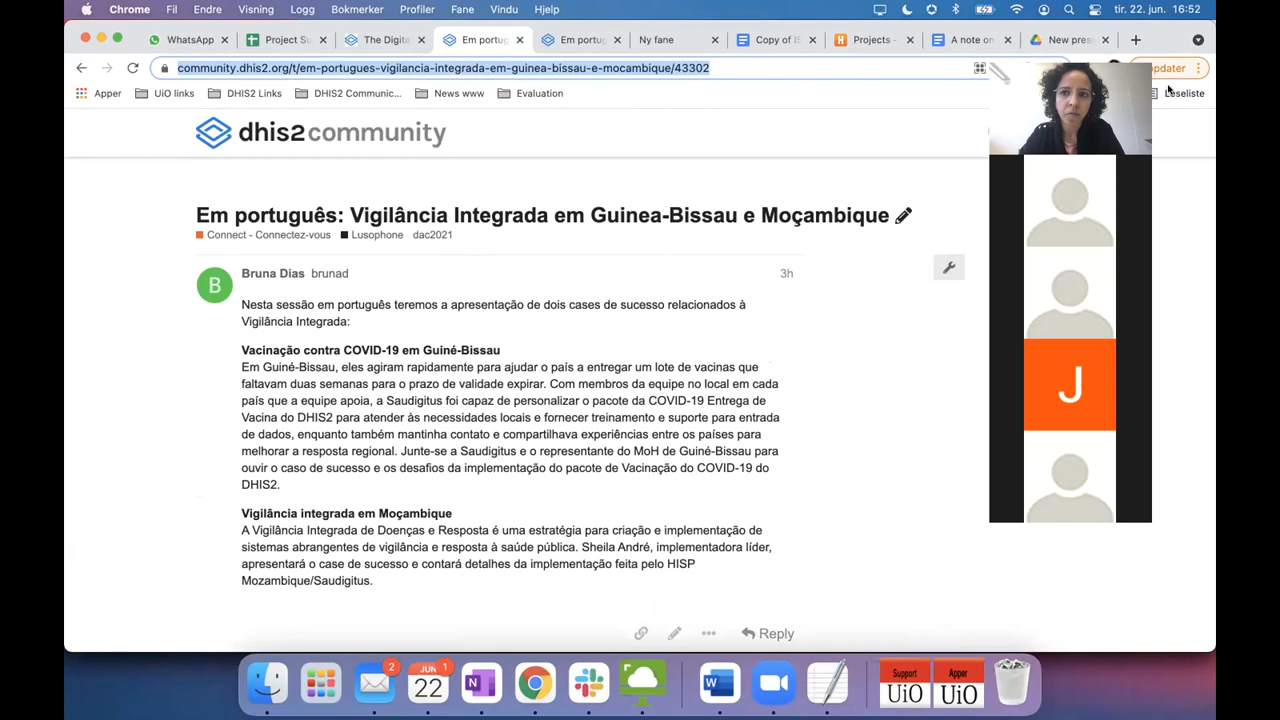 Chrome Fil Endre Visning Logg Bokmerker Profiler Fane Vindu Hjelp tir. 22. jun. 16:52
WhatsApp Project Su The Digita Em portug Em portug Ny fane Copy of IS Projects - A note on New pres
community.dhis2.org/t/em-portugues-vigilancia-integrada-em-guinea-bissau-e-mocambique/43302
pdater
Apper UiO links DHIS2 Links DHIS2 Communic... News www Evaluation Leseliste
dhis2community
Em português: Vigilância Integrada em Guinea-Bissau e Moçambique
Connect - Connectez-vous Lusophone dac2021
B
Bruna Dias brunad 3h
Nesta sessão em português teremos a apresentação de dois cases de sucesso relacionados à
Vigilância Integrada:
Vacinação contra COVID-19 em Guiné-Bissau
Em Guiné-Bissau, eles agiram rapidamente para ajudar o país a entregar um lote de vacinas que
faltavam duas semanas para o prazo de validade expirar. Com membros da equipe no local em cada
país que a equipe apoia, a Saudigitus foi capaz de personalizar o pacote da COVID-19 Entrega de
Vacina do DHIS2 para atender às necessidades locais e fornecer treinamento e suporte para entrada
de dados, enquanto também mantinha contato e compartilhava experiências entre os países para
melhorar a resposta regional. Junte-se a Saudigitus e o representante do MoH de Guiné-Bissau para
ouvir o caso de sucesso e os desafios da implementação do pacote de Vacinação do COVID-19 do
DHIS2.
Vigilância integrada em Moçambique
A Vigilância Integrada de Doenças e Resposta é uma estratégia para criação e implementação de
sistemas abrangentes de vigilância e resposta à saúde pública. Sheila André, implementadora líder,
apresentará o case de sucesso e contará detalhes da implementação feita pelo HISP
Mozambique/Saudigitus.
Reply
J
2
JUN 1
22
N
W
Support
UiO
Apper
UiO